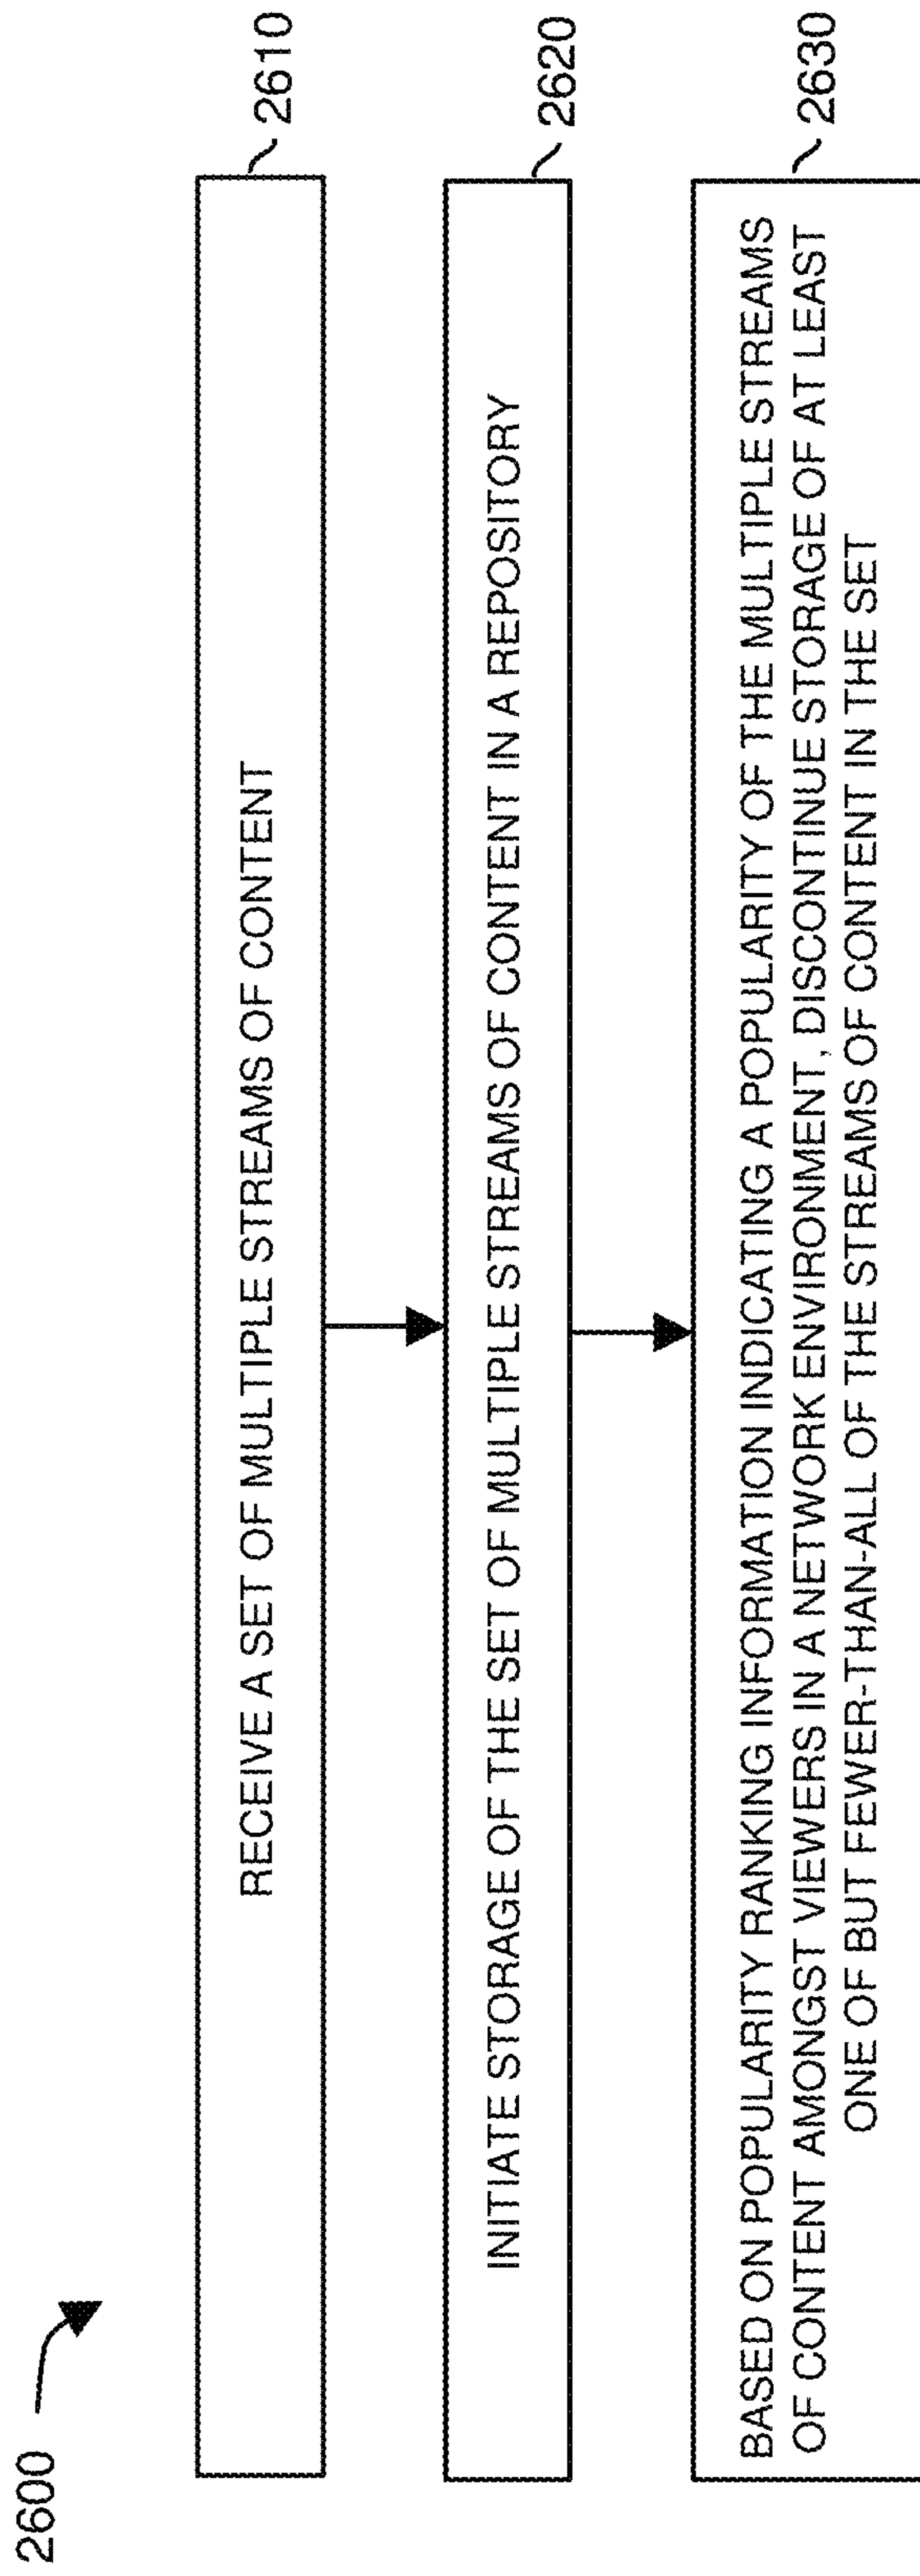 2600
RECEIVE A SET OF MULTIPLE STREAMS OF CONTENT
2610
INITIATE STORAGE OF THE SET OF MULTIPLE STREAMS OF CONTENT IN A REPOSITORY
2620
BASED ON POPULARITY RANKING INFORMATION INDICATING A POPULARITY OF THE MULTIPLE STREAMS
OF CONTENT AMONGST VIEWERS IN A NETWORK ENVIRONMENT, DISCONTINUE STORAGE OF AT LEAST
ONE OF BUT FEWER-THAN-ALL OF THE STREAMS OF CONTENT IN THE SET
2630